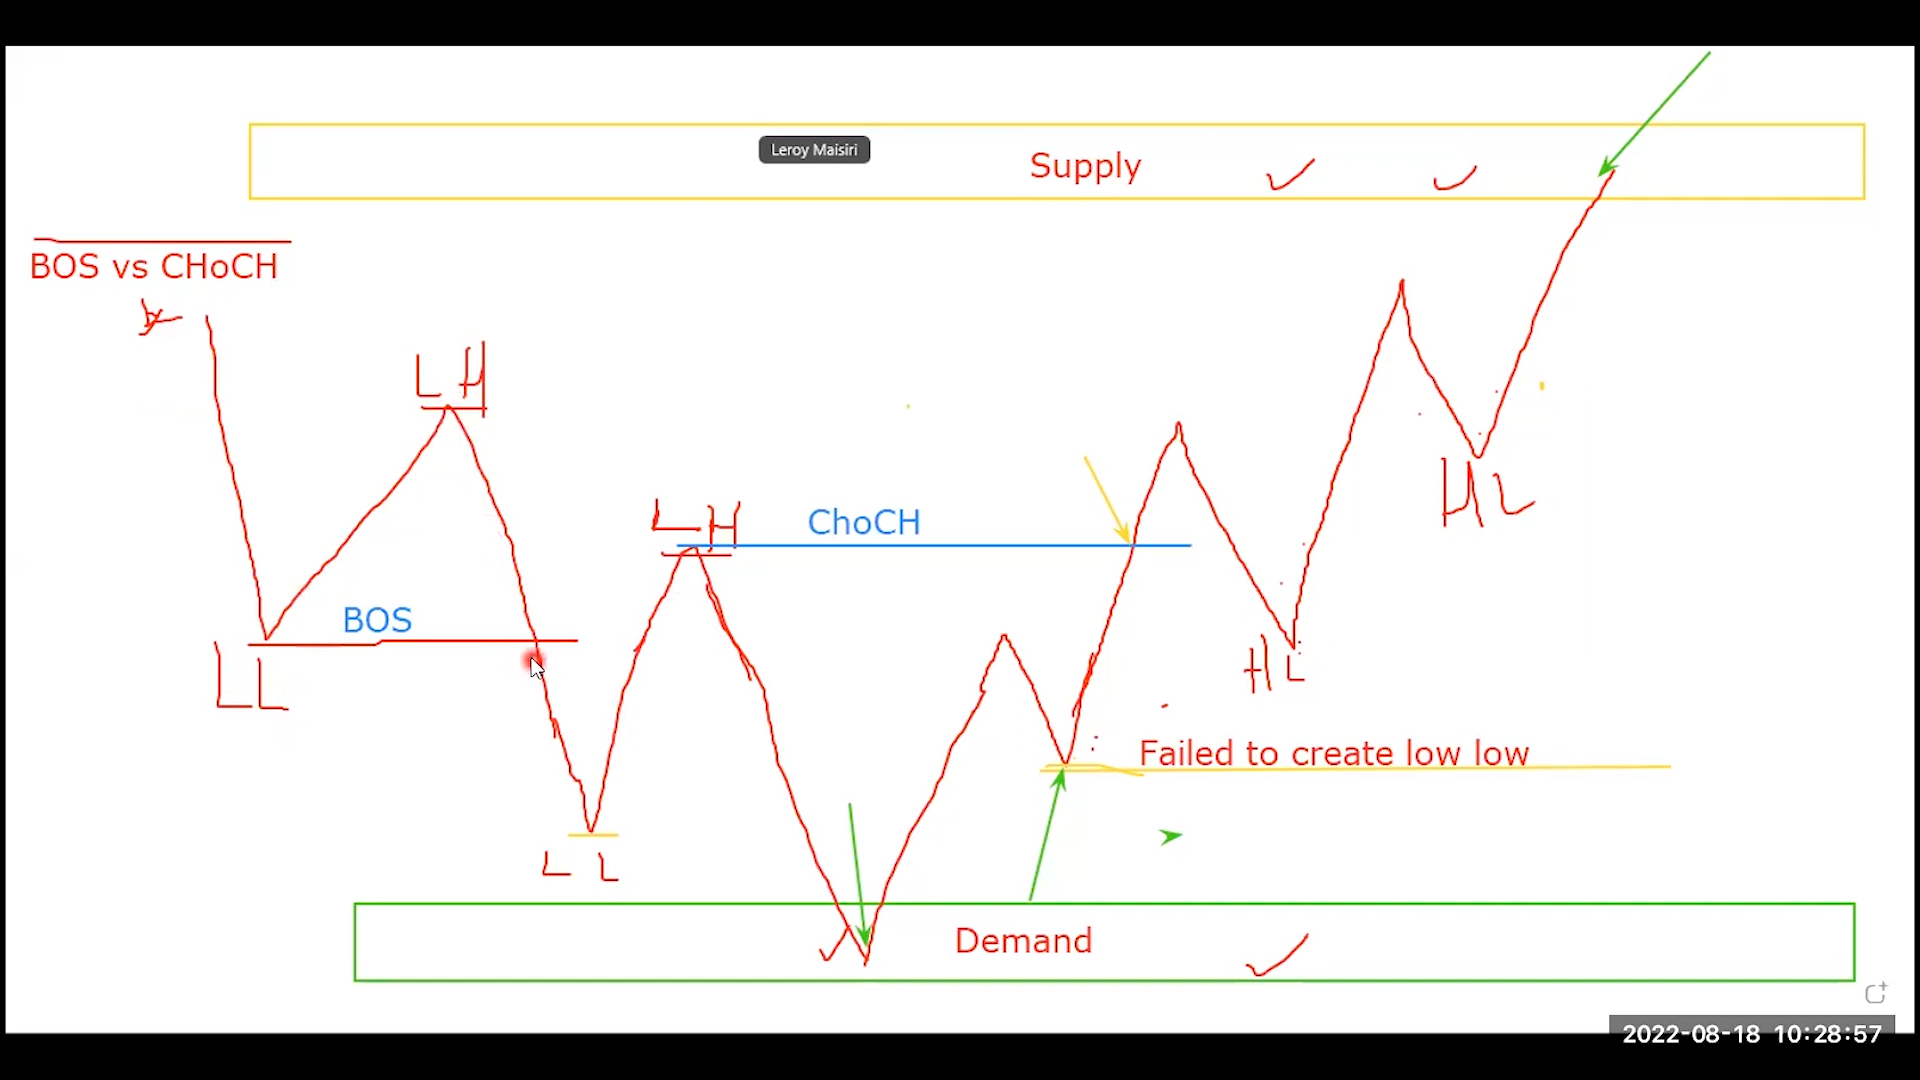 Leroy Maisiri
Supply
BOS vs CHoCH
LH
LH
ChoCH
HL
BOS
LL
HL
Failed to create low low
LL
Demand
2022-08-18 10:28:57